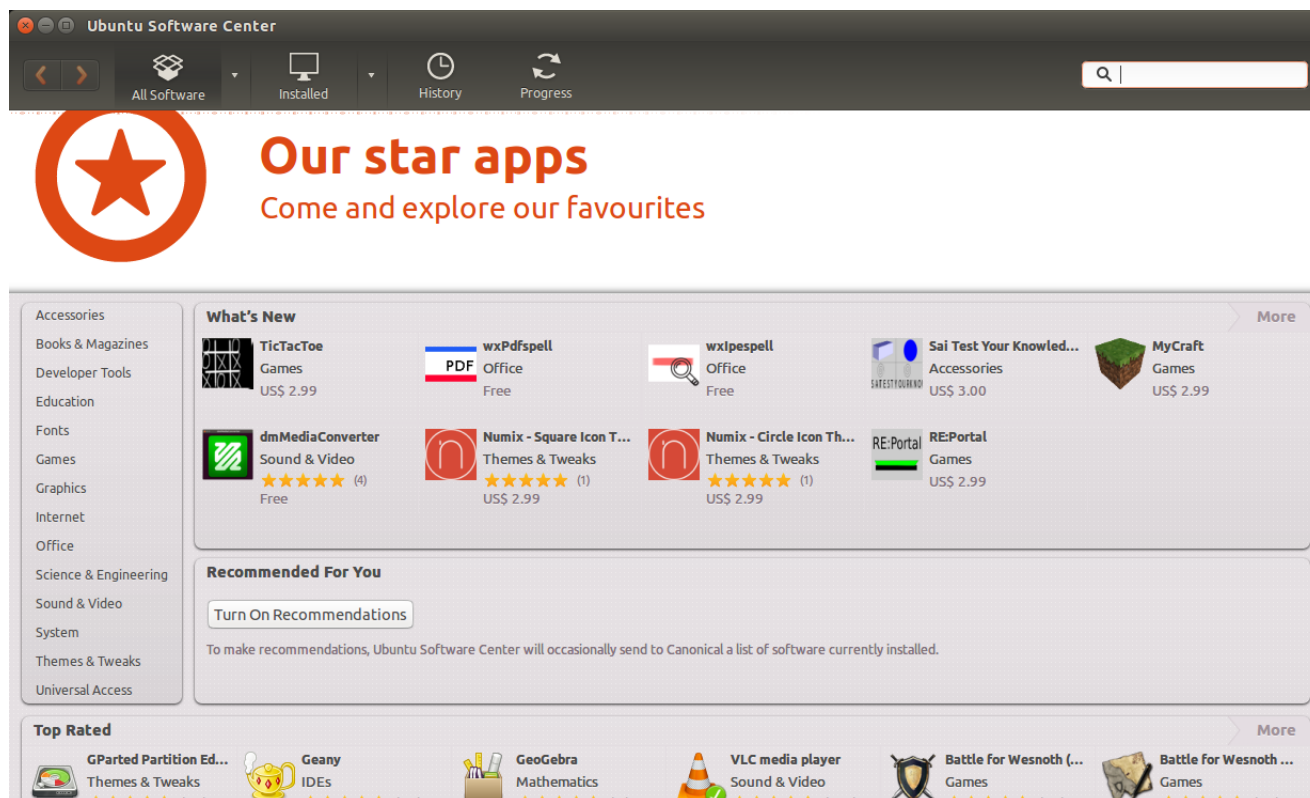 Ubuntu Software Center
All Software
Installed
History
Progress
Our star apps
Come and explore our favourites
Accessories
Books & Magazines
Developer Tools
Education
Fonts
Games
Graphics
Internet
Office
Science & Engineering
Sound & Video
System
Themes & Tweaks
Universal Access
What's New
More
TicTacToe
Games
US$ 2.99
wxPdfspell
Office
Free
PDF
wxIpespell
Office
Free
Sai Test Your Knowled...
Accessories
US$ 3.00
MyCraft
Games
US$ 2.99
dmMediaConverter
Sound & Video
(4)
Free
Numix - Square Icon T...
Themes & Tweaks
(1)
US$ 2.99
Numix - Circle Icon Th...
Themes & Tweaks
(1)
US$ 2.99
RE:Portal
RE:Portal
Games
US$ 2.99
Recommended For You
Turn On Recommendations
To make recommendations, Ubuntu Software Center will occasionally send to Canonical a list of software currently installed.
Top Rated
More
GParted Partition Ed...
Themes & Tweaks
Geany
IDEs
GeoGebra
Mathematics
VLC media player
Sound & Video
Battle for Wesnoth (...
Games
Battle for Wesnoth ...
Games